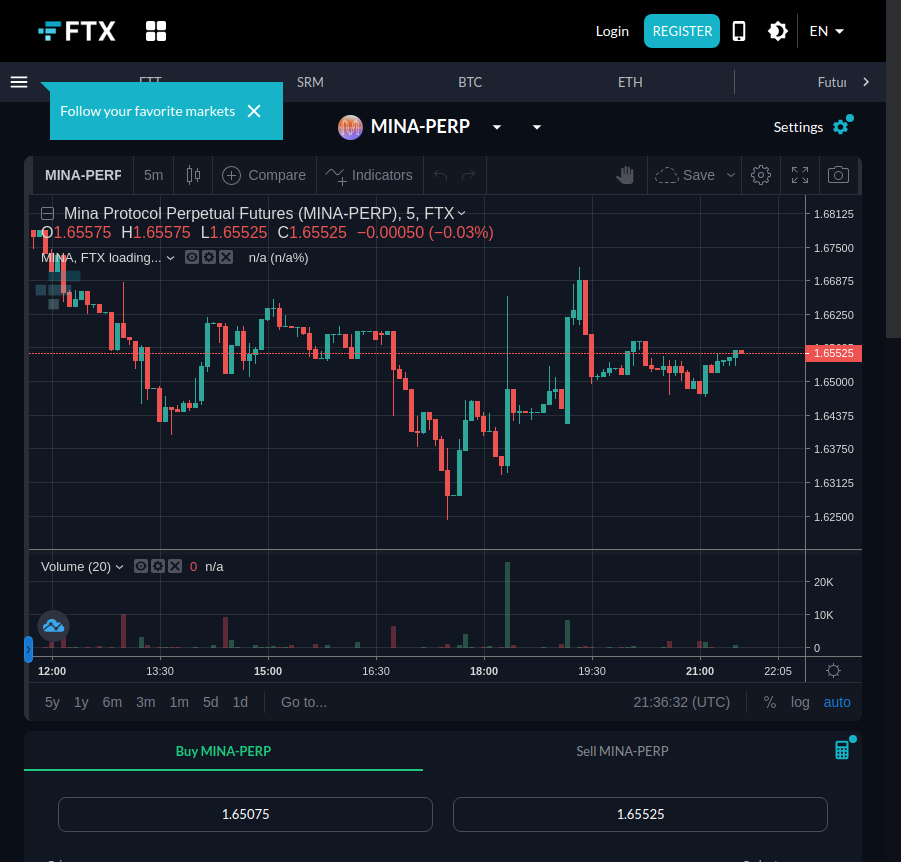 FTX
Login
REGISTER
EN
FTT
SRM
BTC
ETH
Futur
Follow your favorite markets
MINA-PERP
Settings
MINA-PERP
5m
Compare
Indicators
Save
Mina Protocol Perpetual Futures (MINA-PERP), 5, FTX
O1.65575 H1.65575 L1.65525 C1.65525 −0.00050 (−0.03%)
MINA, FTX loading...
n/a (n/a%)
1.68125
1.67500
1.66875
1.66250
1.65525
1.65000
1.64375
1.63750
1.63125
1.62500
Volume (20)
0 n/a
20K
10K
0
12:00 13:30 15:00 16:30 18:00 19:30 21:00 22:05
5y 1y 6m 3m 1m 5d 1d Go to... 21:36:32 (UTC) % log auto
Buy MINA-PERP
Sell MINA-PERP
1.65075
1.65525